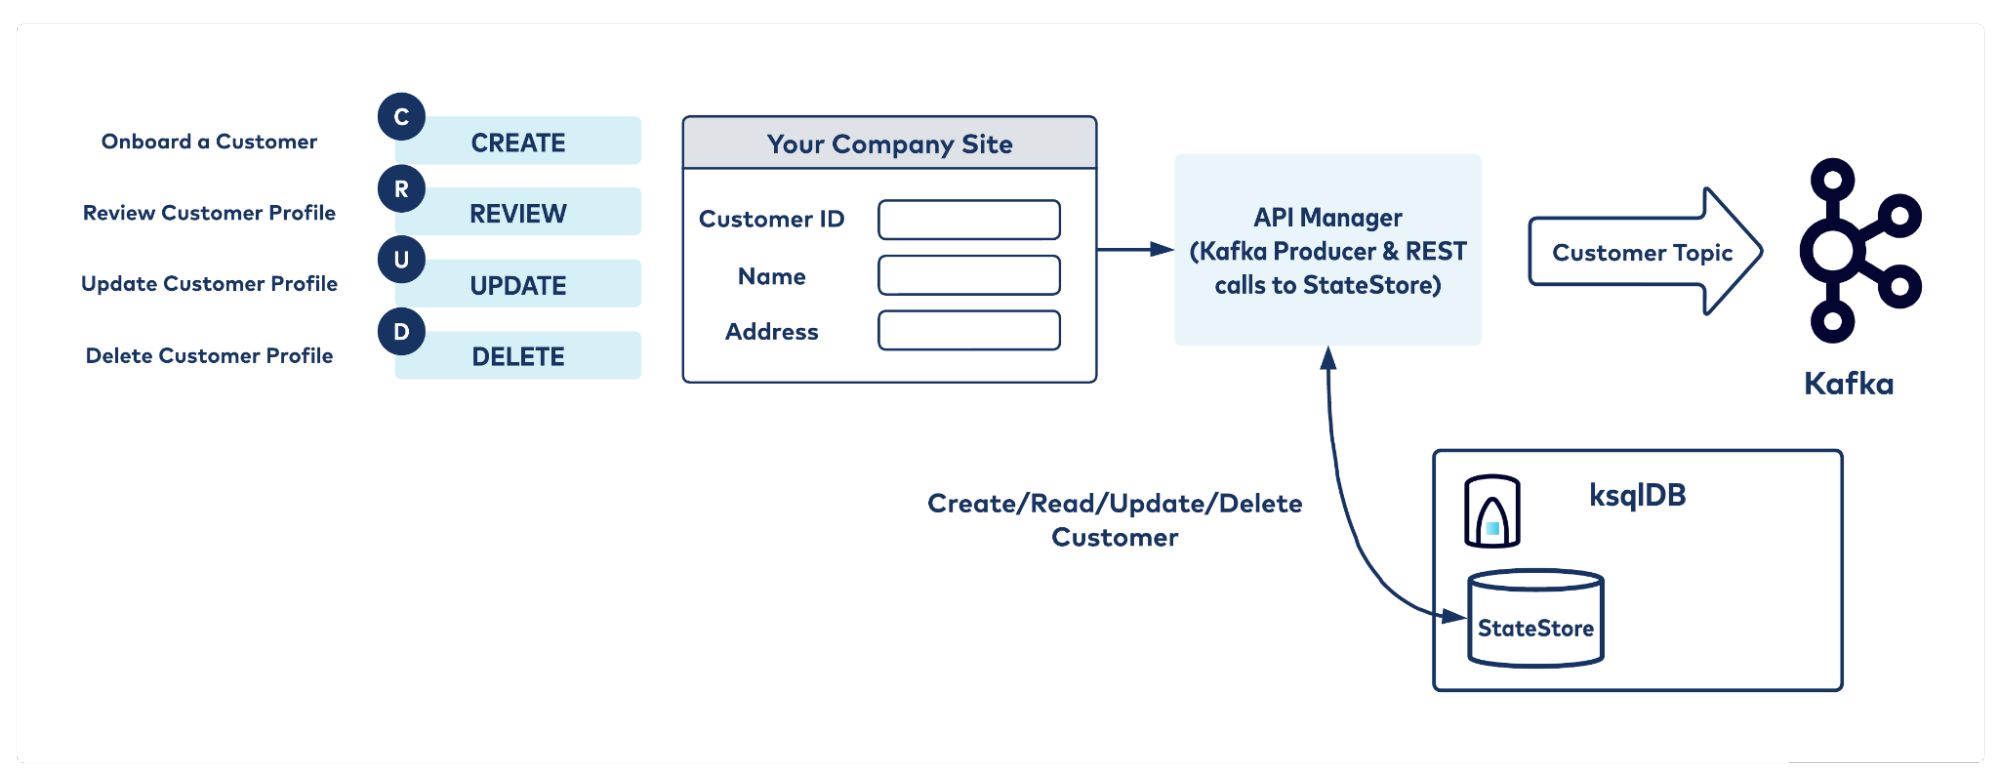 Onboard a Customer
C
CREATE
Review Customer Profile
R
REVIEW
Update Customer Profile
U
UPDATE
Delete Customer Profile
D
DELETE
Your Company Site
Customer ID
Name
Address
API Manager
(Kafka Producer & REST
calls to StateStore)
Customer Topic
Kafka
Create/Read/Update/Delete
Customer
ksqlDB
StateStore